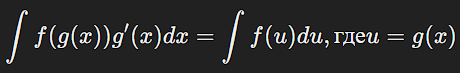 ∫ f(g(x))g′(x)dx = ∫ f(u)du, гдеu = g(x)